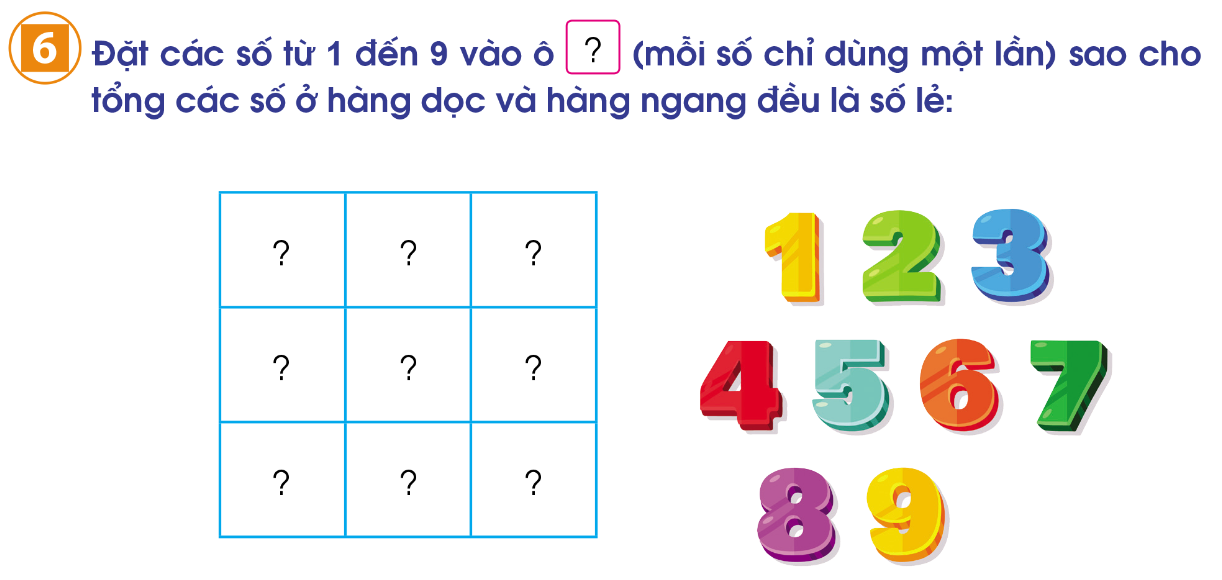 6 Đặt các số từ 1 đến 9 vào ô ? (mỗi số chỉ dùng một lần) sao cho
tổng các số ở hàng dọc và hàng ngang đều là số lẻ:
? ? ? 1 2 3
? ? ? 4 5 6 7
? ? ? 8 9